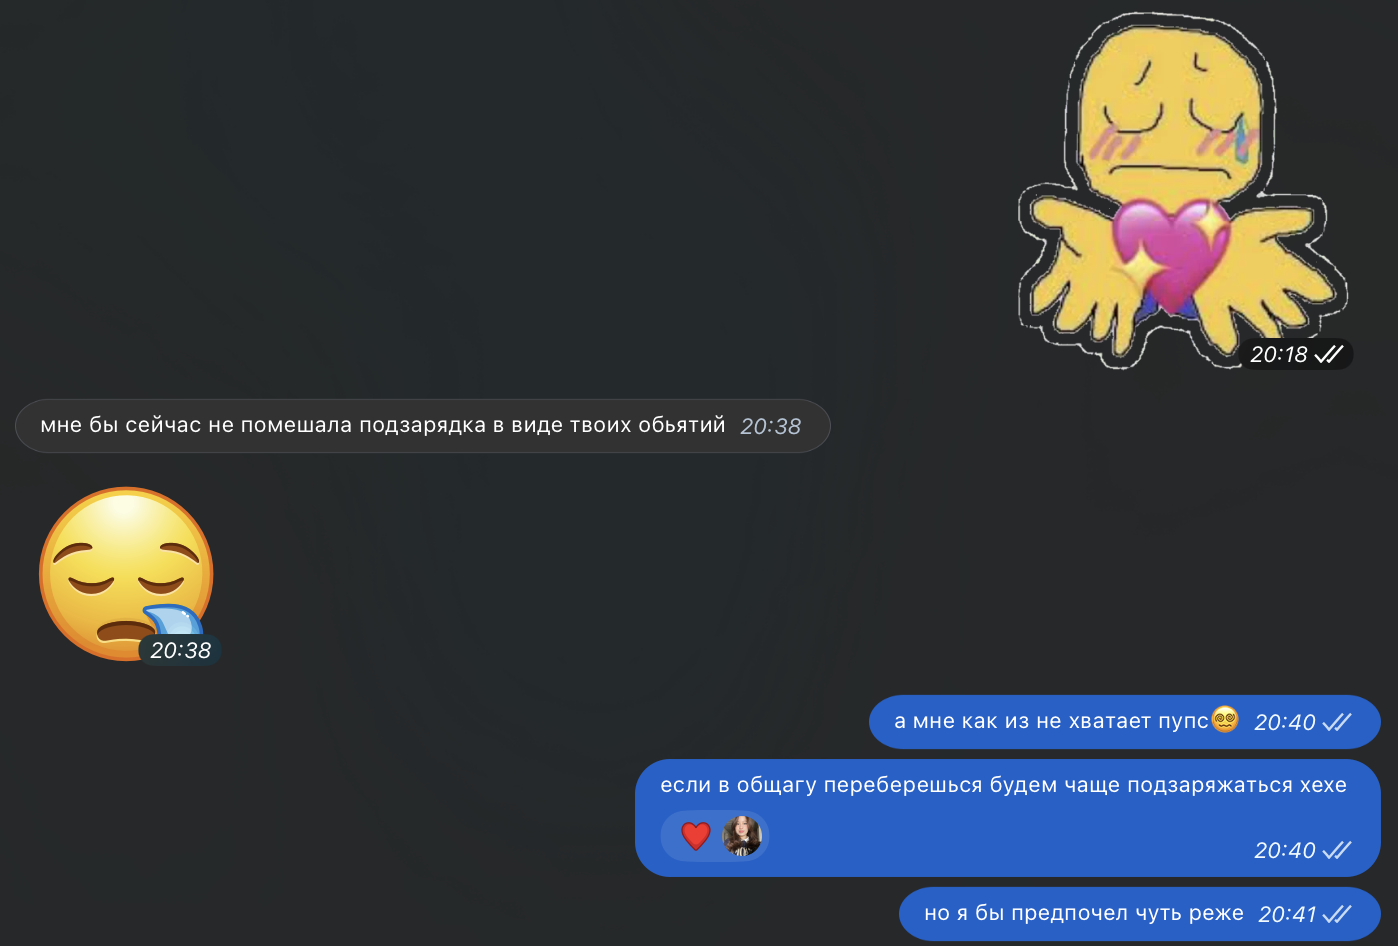 20:18
мне бы сейчас не помешала подзарядка в виде твоих обьятий 20:38
20:38
а мне как из не хватает пупс😵‍💫 20:40
если в общагу переберешься будем чаще подзаряжаться хехе
❤️ 20:40
но я бы предпочел чуть реже 20:41